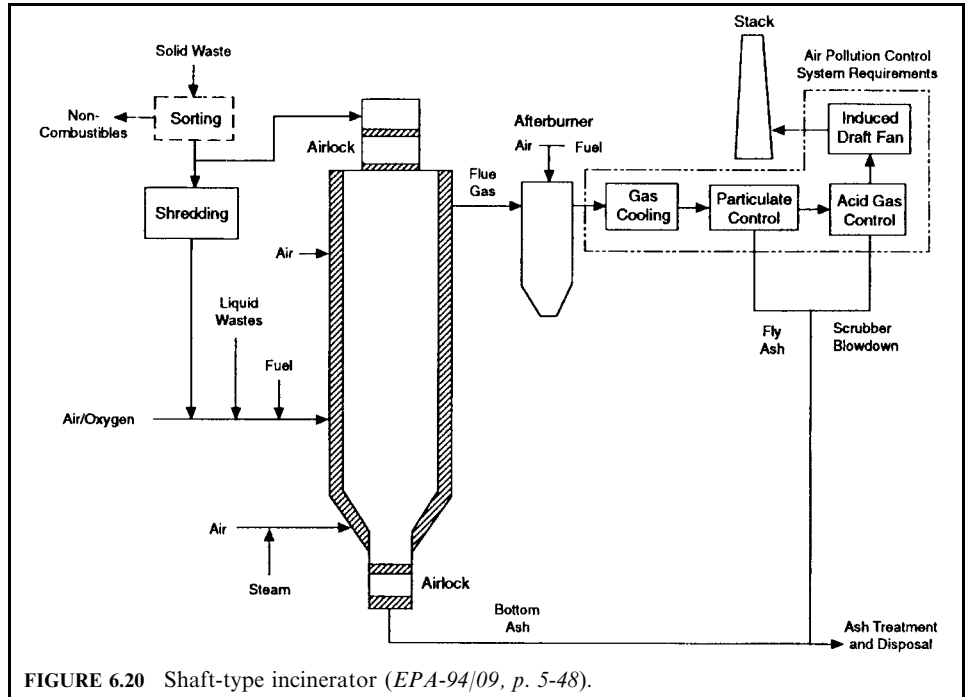 Solid Waste
Non-
Combustibles
Sorting
Shredding
Airlock
Air
Liquid
Wastes
Fuel
Air/Oxygen
Air
Steam
Airlock
Bottom
Ash
Flue
Gas
Afterburner
Air
Fuel
Stack
Air Pollution Control
System Requirements
Induced
Draft Fan
Gas
Cooling
Particulate
Control
Acid Gas
Control
Fly
Ash
Scrubber
Blowdown
Ash Treatment
and Disposal
FIGURE 6.20 Shaft-type incinerator (EPA-94/09, p. 5-48).